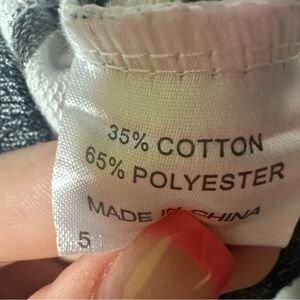 35% COTTON
65% POLYESTER
MADE IN CHINA
5